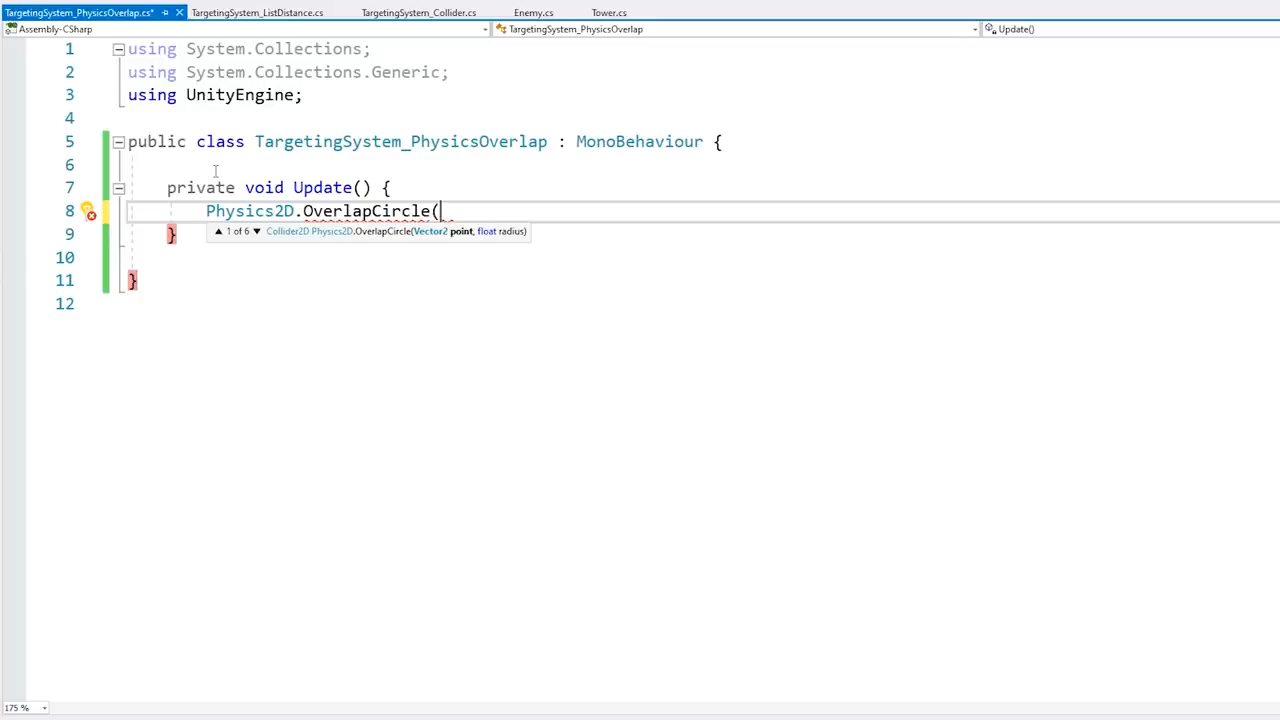 TargetingSystem_PhysicsOverlap.cs* TargetingSystem_ListDistance.cs TargetingSystem_Collider.cs Enemy.cs Tower.cs
Assembly-CSharp TargetingSystem_PhysicsOverlap Update()
1 using System.Collections;
2 using System.Collections.Generic;
3 using UnityEngine;
4
5 public class TargetingSystem_PhysicsOverlap : MonoBehaviour {
6
7 private void Update() {
8 Physics2D.OverlapCircle(
9 }
▲ 1 of 6 ▼ Collider2D Physics2D.OverlapCircle(Vector2 point, float radius)
10
11 }
12
175 %